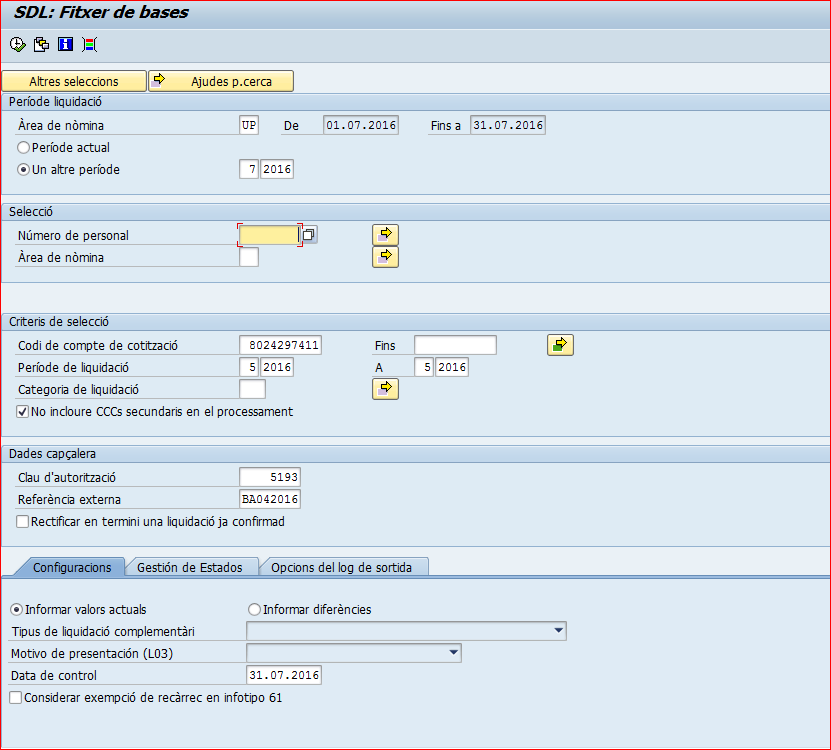 SDL: Fitxer de bases
Altres seleccions Ajudes p.cerca
Període liquidació
Àrea de nòmina UP De 01.07.2016 Fins a 31.07.2016
Període actual
Un altre període 7 2016
Selecció
Número de personal
Àrea de nòmina
Criteris de selecció
Codi de compte de cotització 8024297411 Fins
Període de liquidació 5 2016 A 5 2016
Categoria de liquidació
No incloure CCCs secundaris en el processament
Dades capçalera
Clau d'autorització 5193
Referència externa BA042016
Rectificar en termini una liquidació ja confirmad
Configuracions Gestión de Estados Opcions del log de sortida
Informar valors actuals Informar diferències
Tipus de liquidació complementàri
Motivo de presentación (L03)
Data de control 31.07.2016
Considerar exempció de recàrrec en infotipo 61